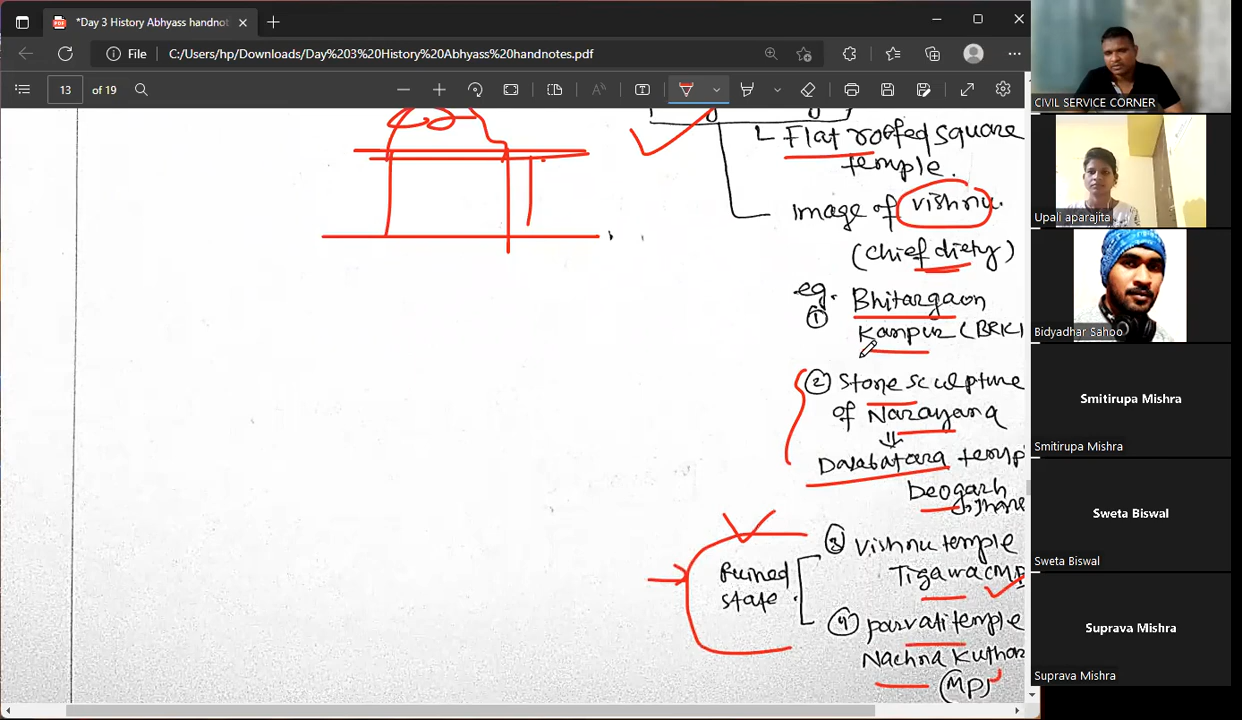 *Day 3 History Abhyass handnot
File
C:/Users/hp/Downloads/Day%203%20History%20Abhyass%20handnotes.pdf
13 of 19
Flat roofed square
temple.
Image of vishnu.
(chief diety)
eg.
① Bhitargaon
Kanpur (BRIC
② Stone sculpture
of Narayana
Dasabatara temp
Deogarh
Jhans
Ruined
state.
③ Vishnu temple
Tigawa (MP
④ parvati temple
Nachna Kuthar
(MP)
CIVIL SERVICE CORNER
Upali aparajita
Bidyadhar Sahoo
Smitirupa Mishra
Smitirupa Mishra
Sweta Biswal
Sweta Biswal
Suprava Mishra
Suprava Mishra